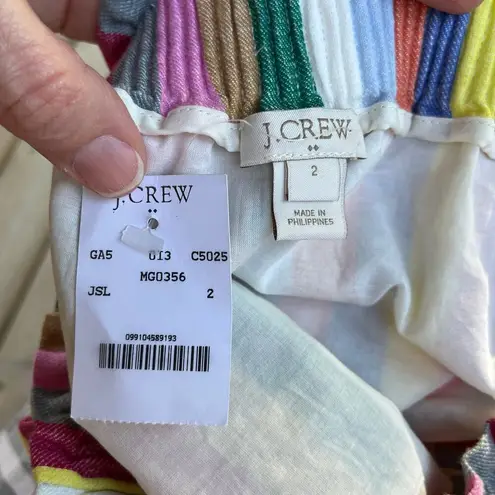 J.CREW
2
MADE IN
PHILIPPINES
J.CREW
GA5 013 C5025
MG0356
JSL 2
099104589193